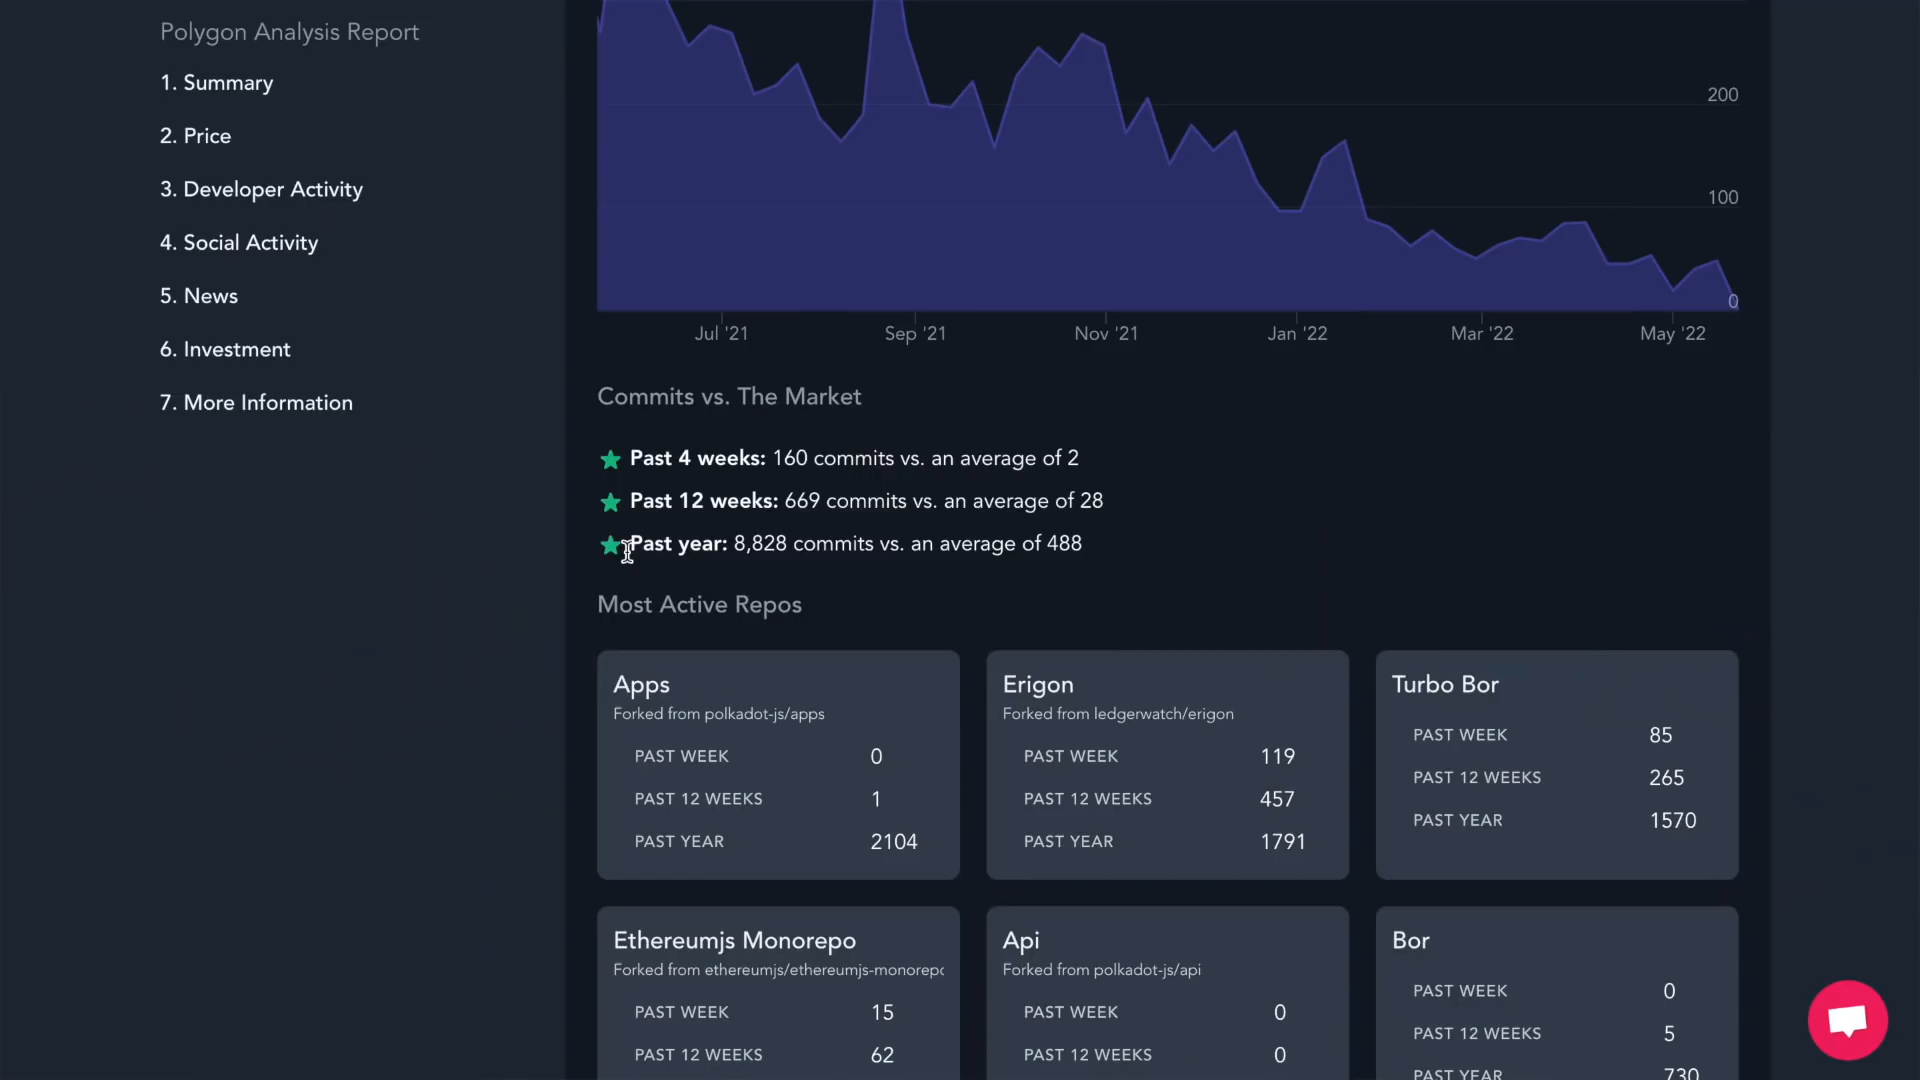 Polygon Analysis Report
1. Summary
2. Price
3. Developer Activity
4. Social Activity
5. News
6. Investment
7. More Information
200
100
0
Jul '21
Sep '21
Nov '21
Jan '22
Mar '22
May '22
Commits vs. The Market
Past 4 weeks: 160 commits vs. an average of 2
Past 12 weeks: 669 commits vs. an average of 28
Past year: 8,828 commits vs. an average of 488
Most Active Repos
Apps
Forked from polkadot-js/apps
PAST WEEK 0
PAST 12 WEEKS 1
PAST YEAR 2104
Erigon
Forked from ledgerwatch/erigon
PAST WEEK 119
PAST 12 WEEKS 457
PAST YEAR 1791
Turbo Bor
PAST WEEK 85
PAST 12 WEEKS 265
PAST YEAR 1570
Ethereumjs Monorepo
Forked from ethereumjs/ethereumjs-monorepo
PAST WEEK 15
PAST 12 WEEKS 62
Api
Forked from polkadot-js/api
PAST WEEK 0
PAST 12 WEEKS 0
Bor
PAST WEEK 0
PAST 12 WEEKS 5
PAST YEAR 730